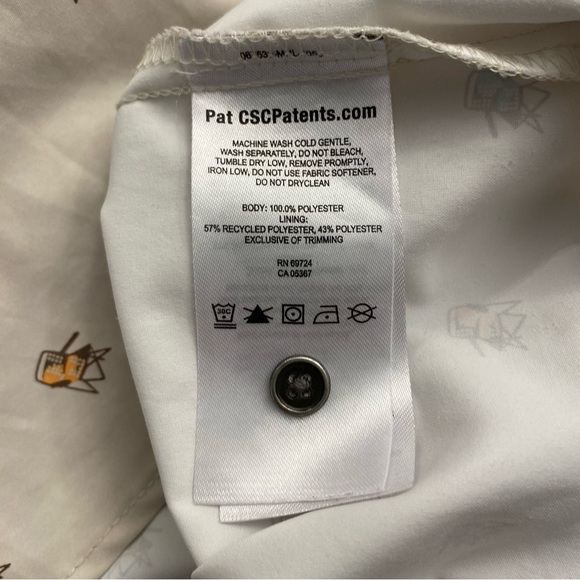 Pat CSCPatents.com
MACHINE WASH COLD GENTLE,
WASH SEPARATELY, DO NOT BLEACH,
TUMBLE DRY LOW, REMOVE PROMPTLY,
IRON LOW, DO NOT USE FABRIC SOFTENER,
DO NOT DRYCLEAN
BODY: 100.0% POLYESTER
LINING:
57% RECYCLED POLYESTER, 43% POLYESTER
EXCLUSIVE OF TRIMMING
RN 69724
CA 05367
30C